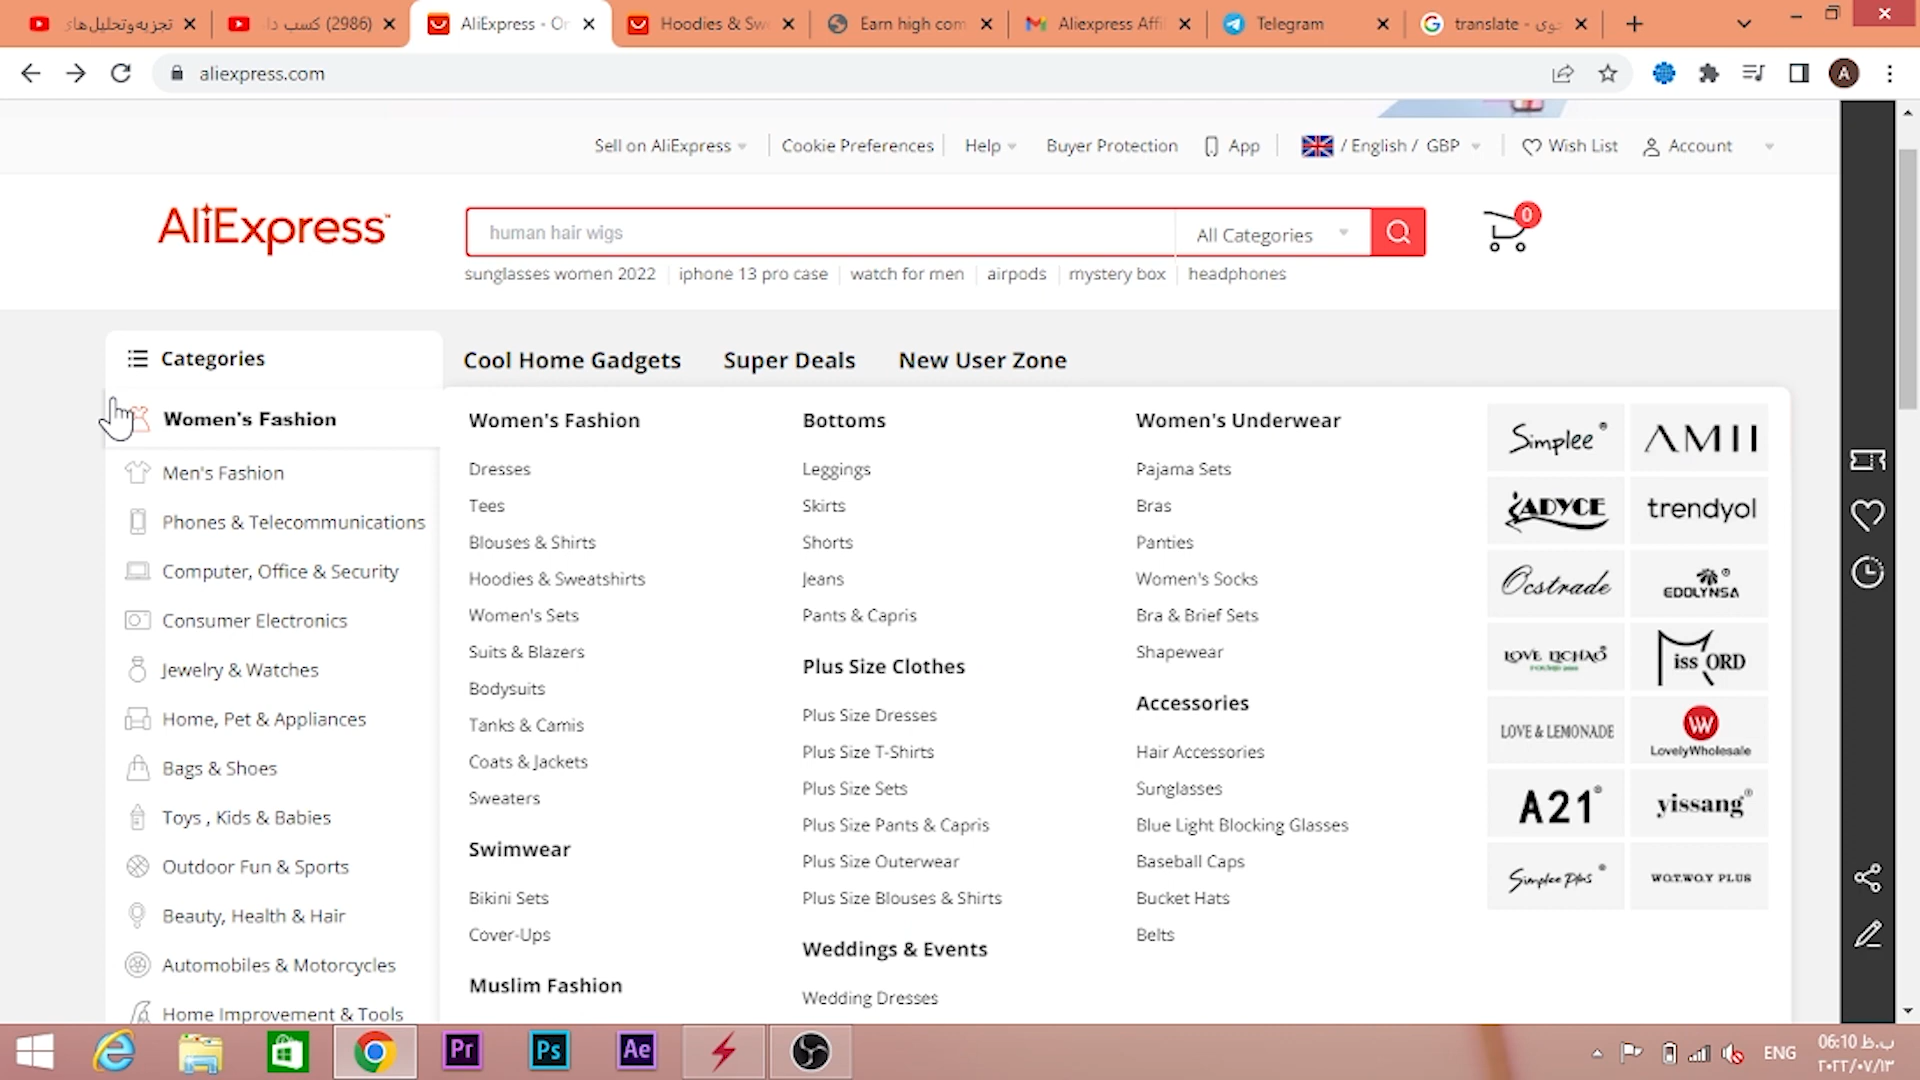 تجزیه‌وتحلیل‌های
(2986) کسب دا
AliExpress - Or
Hoodies & Sw
Earn high com
Aliexpress Affi
Telegram
translate - جوی
aliexpress.com
A
Sell on AliExpress
Cookie Preferences
Help
Buyer Protection
App
/ English / GBP
Wish List
Account
AliExpress
human hair wigs
All Categories
0
sunglasses women 2022
iphone 13 pro case
watch for men
airpods
mystery box
headphones
Categories
Cool Home Gadgets
Super Deals
New User Zone
Women's Fashion
Men's Fashion
Phones & Telecommunications
Computer, Office & Security
Consumer Electronics
Jewelry & Watches
Home, Pet & Appliances
Bags & Shoes
Toys , Kids & Babies
Outdoor Fun & Sports
Beauty, Health & Hair
Automobiles & Motorcycles
Home Improvement & Tools
Women's Fashion
Dresses
Tees
Blouses & Shirts
Hoodies & Sweatshirts
Women's Sets
Suits & Blazers
Bodysuits
Tanks & Camis
Coats & Jackets
Sweaters
Swimwear
Bikini Sets
Cover-Ups
Muslim Fashion
Bottoms
Leggings
Skirts
Shorts
Jeans
Pants & Capris
Plus Size Clothes
Plus Size Dresses
Plus Size T-Shirts
Plus Size Sets
Plus Size Pants & Capris
Plus Size Outerwear
Plus Size Blouses & Shirts
Weddings & Events
Wedding Dresses
Women's Underwear
Pajama Sets
Bras
Panties
Women's Socks
Bra & Brief Sets
Shapewear
Accessories
Hair Accessories
Sunglasses
Blue Light Blocking Glasses
Baseball Caps
Bucket Hats
Belts
Simplee®
AMII
trendyol
Ocstrade
EDOLYNSA®
LOVE LICHAO®
Miss ORD
LOVE & LEMONADE
LovelyWholesale
A21®
yissang®
Simplee Plus®
W.O.T.W.O.Y PLUS
Pr
Ps
Ae
ENG
06:10 ب.ظ
۲۰۲۲/۰۷/۱۳